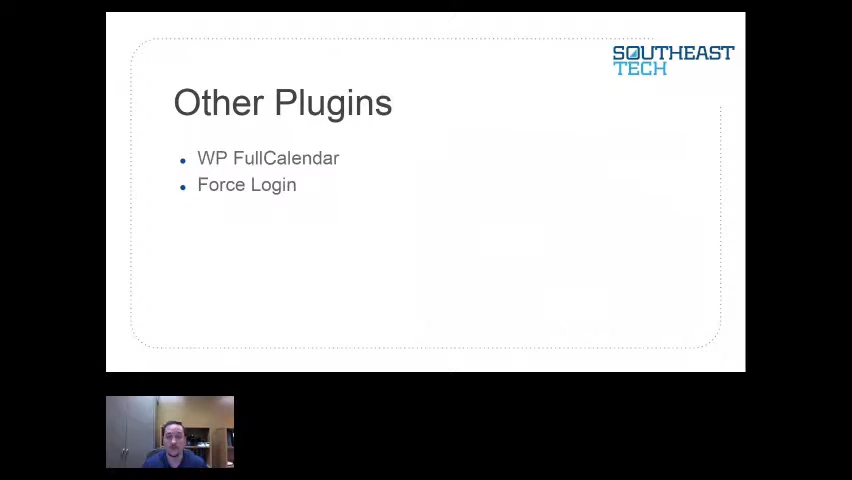 SOUTHEAST
TECH
Other Plugins
WP FullCalendar
Force Login